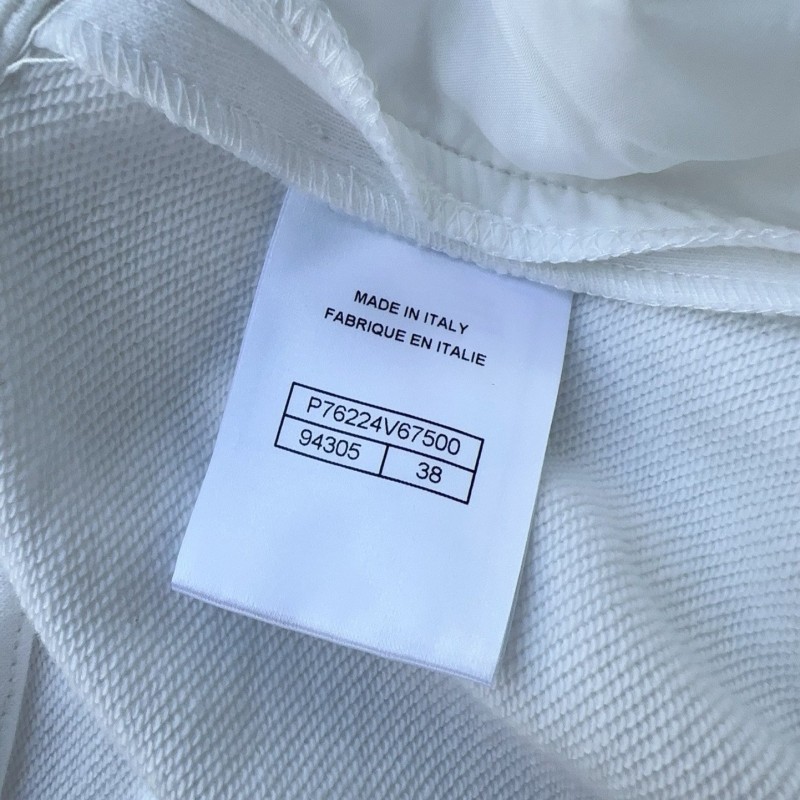 MADE IN ITALY
FABRIQUE EN ITALIE
P76224V67500
94305 38